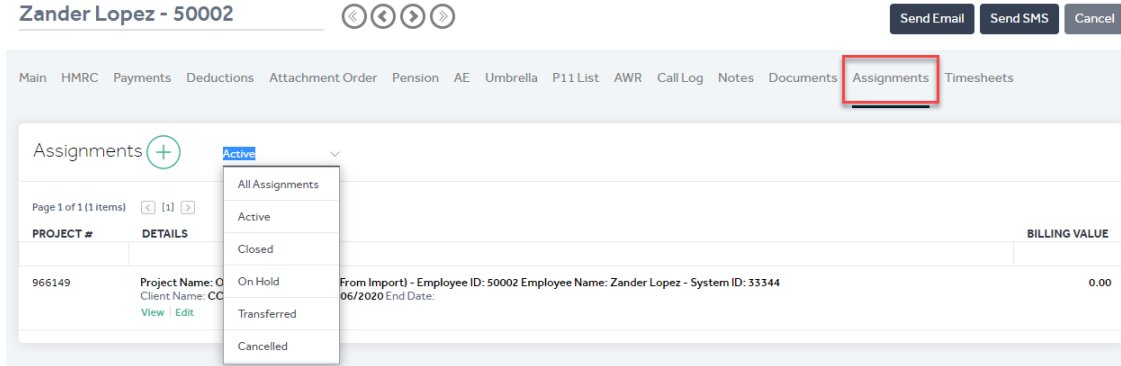 Zander Lopez - 50002
Send Email Send SMS Cancel
Main HMRC Payments Deductions Attachment Order Pension AE Umbrella P11 List AWR Call Log Notes Documents Assignments Timesheets
Assignments Active
All Assignments
Active
Closed
On Hold
Transferred
Cancelled
Page 1 of 1 (1 items) [1]
PROJECT # DETAILS BILLING VALUE
966149 Project Name: From Import) - Employee ID: 50002 Employee Name: Zander Lopez - System ID: 33344 0.00
Client Name: 06/2020 End Date:
View Edit